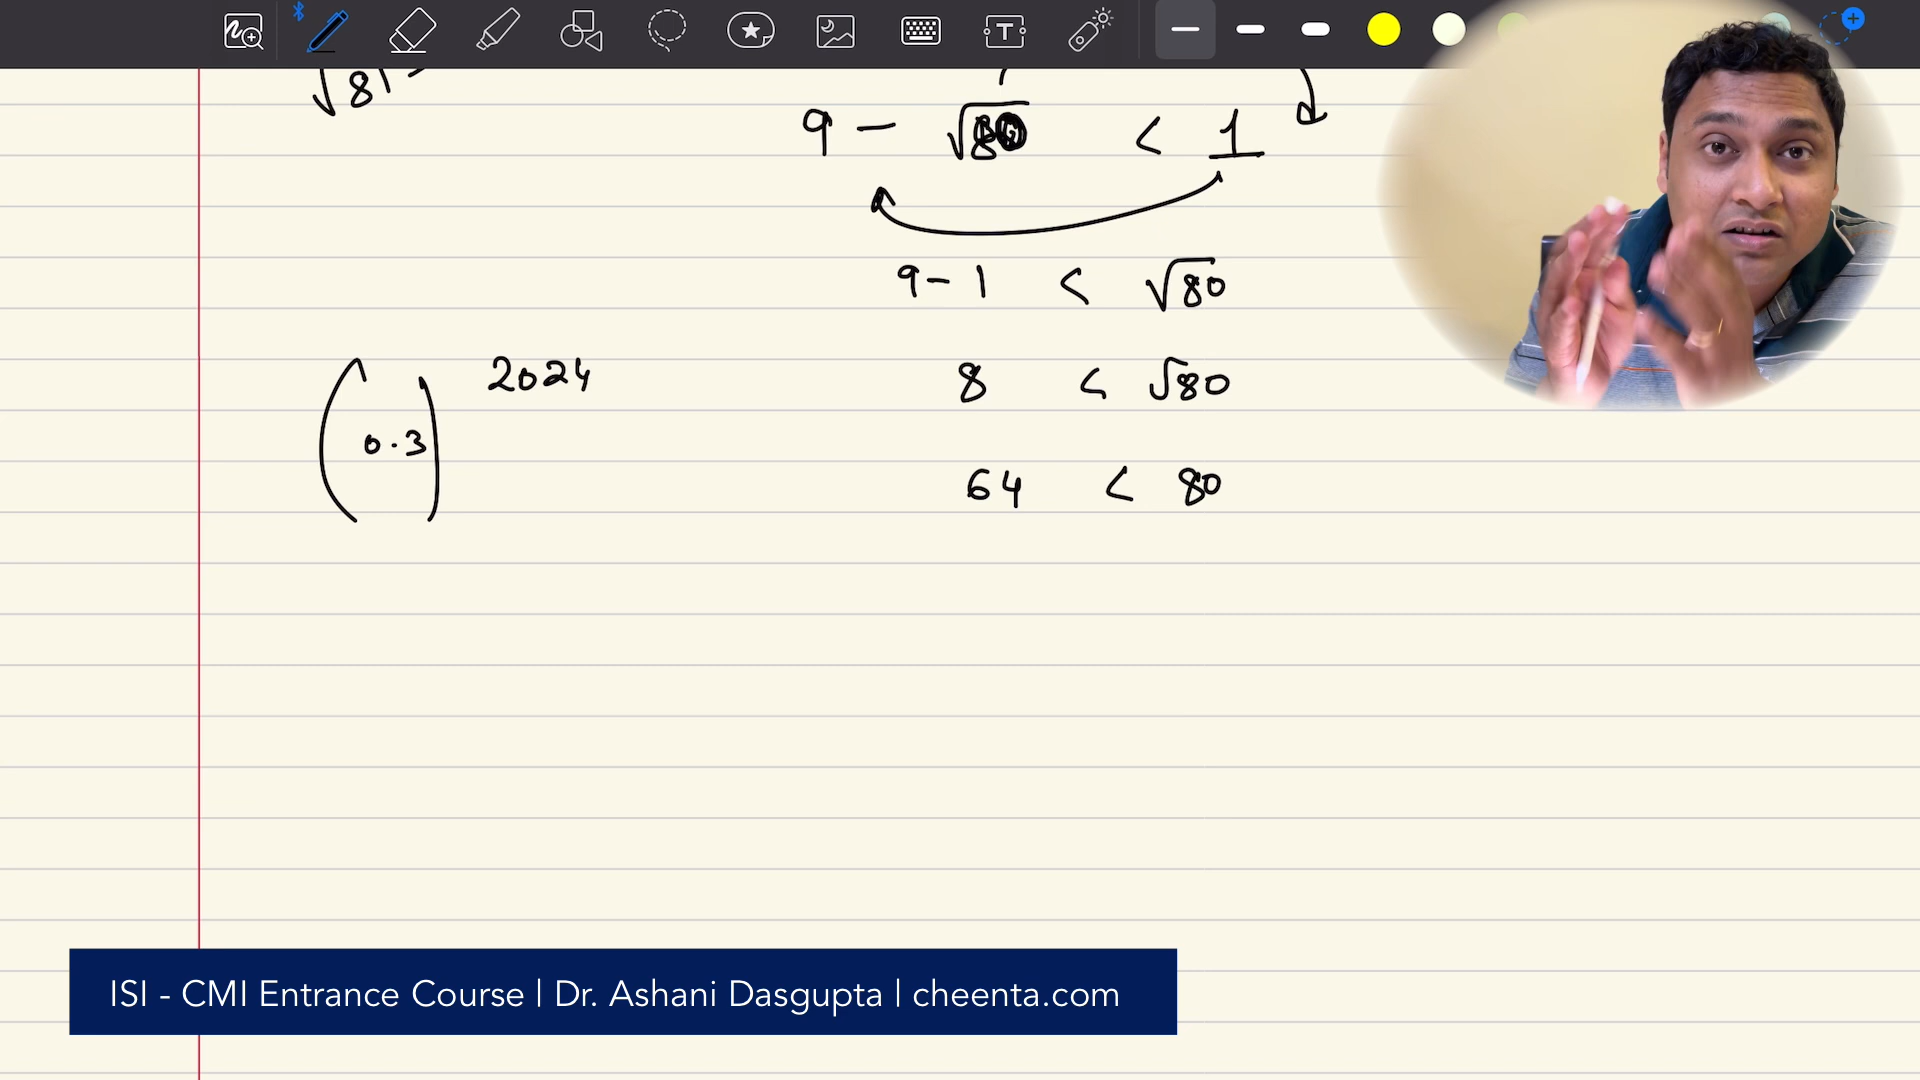 √81 -
9 - √80 < 1
9 - 1 < √80
2024
8 < √80
(0.3)
64 < 80
ISI - CMI Entrance Course | Dr. Ashani Dasgupta | cheenta.com